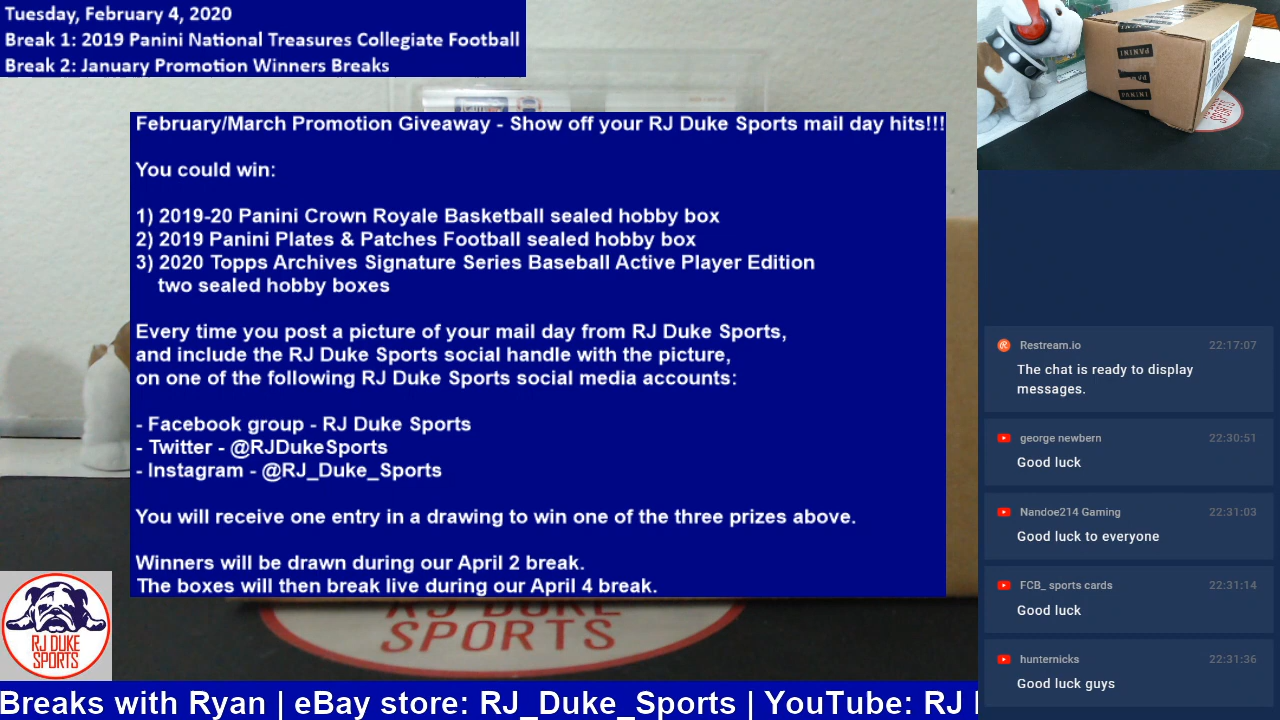 Tuesday, February 4, 2020
Break 1: 2019 Panini National Treasures Collegiate Football
Break 2: January Promotion Winners Breaks
February/March Promotion Giveaway - Show off your RJ Duke Sports mail day hits!!!
You could win:
1) 2019-20 Panini Crown Royale Basketball sealed hobby box
2) 2019 Panini Plates & Patches Football sealed hobby box
3) 2020 Topps Archives Signature Series Baseball Active Player Edition
two sealed hobby boxes
Every time you post a picture of your mail day from RJ Duke Sports,
and include the RJ Duke Sports social handle with the picture,
on one of the following RJ Duke Sports social media accounts:
- Facebook group - RJ Duke Sports
- Twitter - @RJDukeSports
- Instagram - @RJ_Duke_Sports
You will receive one entry in a drawing to win one of the three prizes above.
Winners will be drawn during our April 2 break.
The boxes will then break live during our April 4 break.
RJ DUKE
SPORTS
RJ DUKE
SPORTS
Breaks with Ryan | eBay store: RJ_Duke_Sports | YouTube: RJ
PANINI
PANINI
PANINI
PANINI
SPORTS
Restream.io 22:17:07
The chat is ready to display
messages.
george newbern 22:30:51
Good luck
Nandoe214 Gaming 22:31:03
Good luck to everyone
FCB_ sports cards 22:31:14
Good luck
hunternicks 22:31:36
Good luck guys